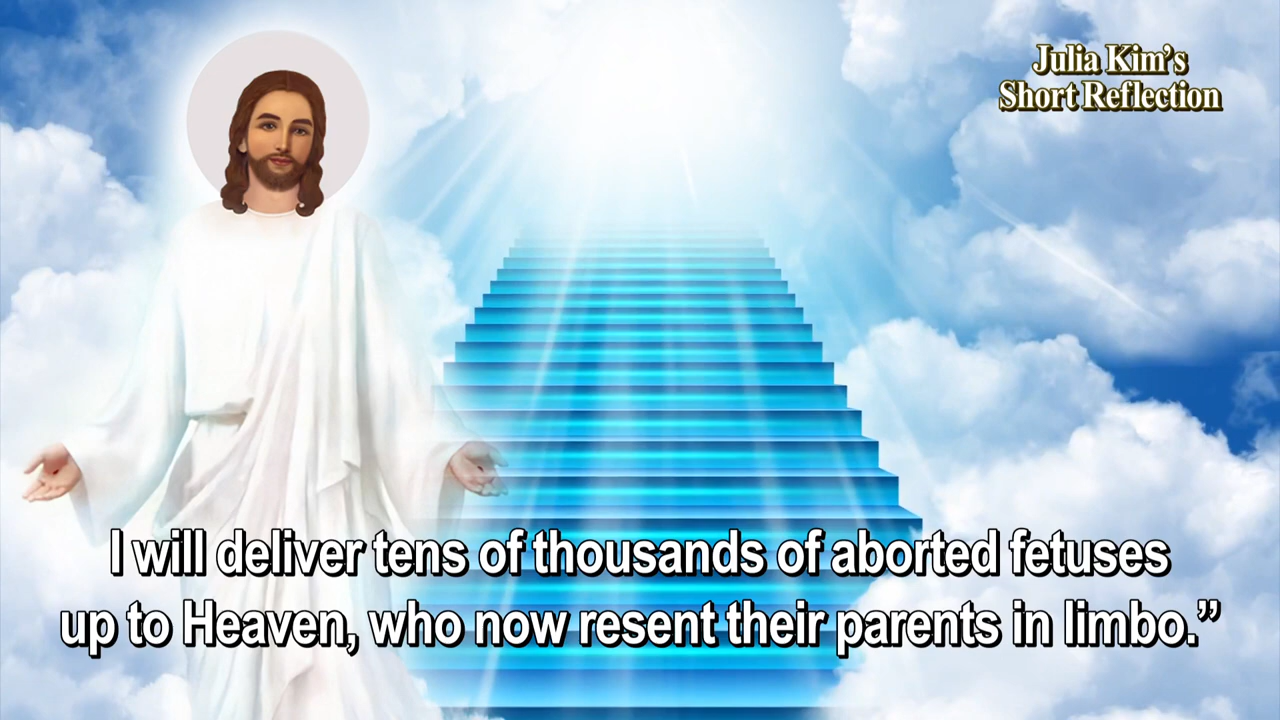 Julia Kim's
Short Reflection
I will deliver tens of thousands of aborted fetuses
up to Heaven, who now resent their parents in limbo.”